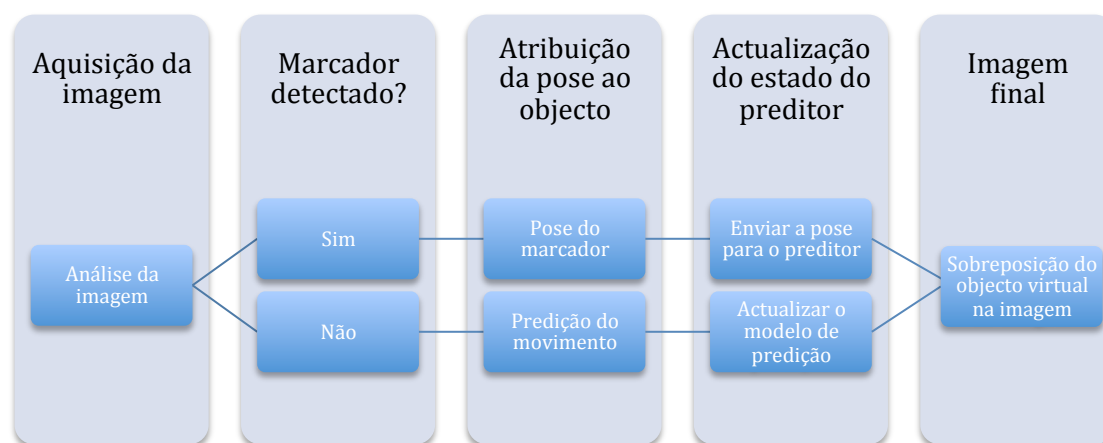 Aquisição da
imagem
Marcador
detectado?
Atribuição
da pose ao
objecto
Actualização
do estado do
preditor
Imagem
final
Análise da
imagem
Sim
Não
Pose do
marcador
Predição do
movimento
Enviar a pose
para o preditor
Actualizar o
modelo de
predição
Sobreposição do
objecto virtual
na imagem